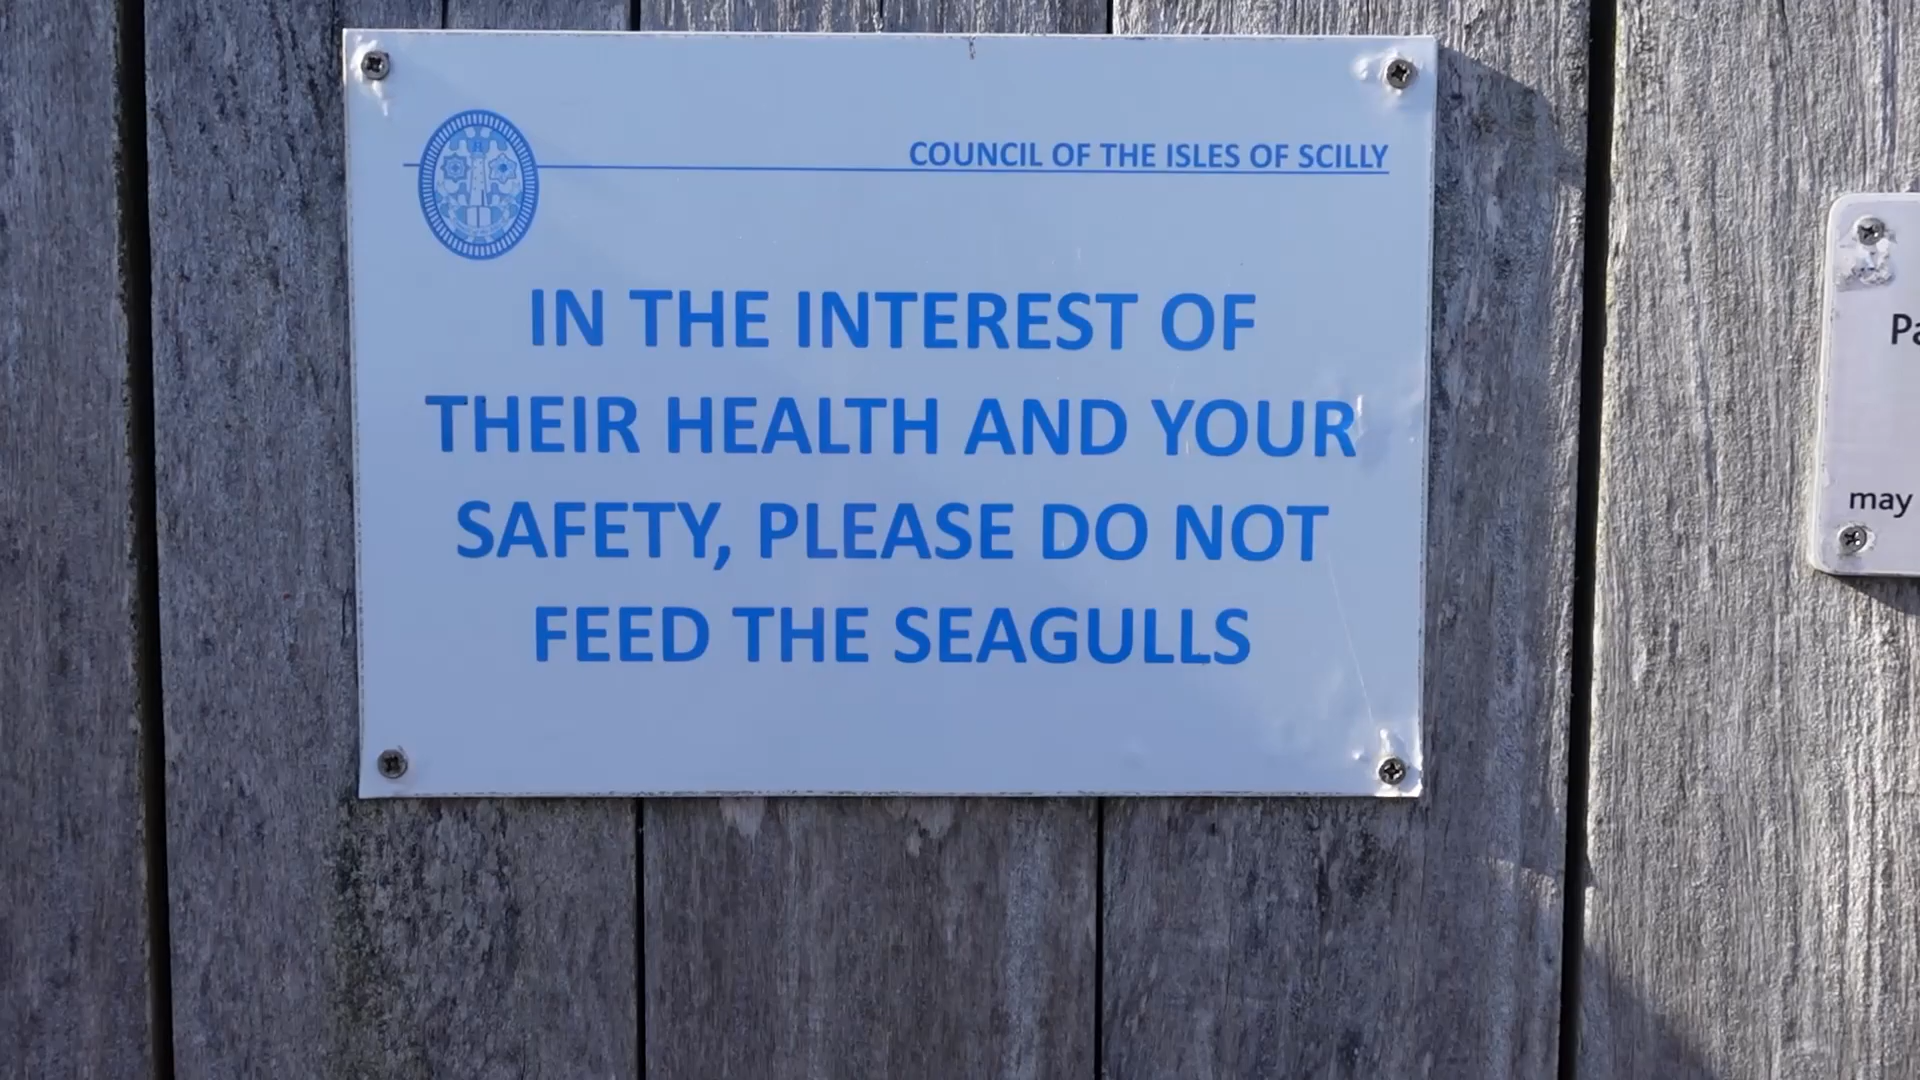 COUNCIL OF THE ISLES OF SCILLY
IN THE INTEREST OF
THEIR HEALTH AND YOUR
SAFETY, PLEASE DO NOT
FEED THE SEAGULLS
may